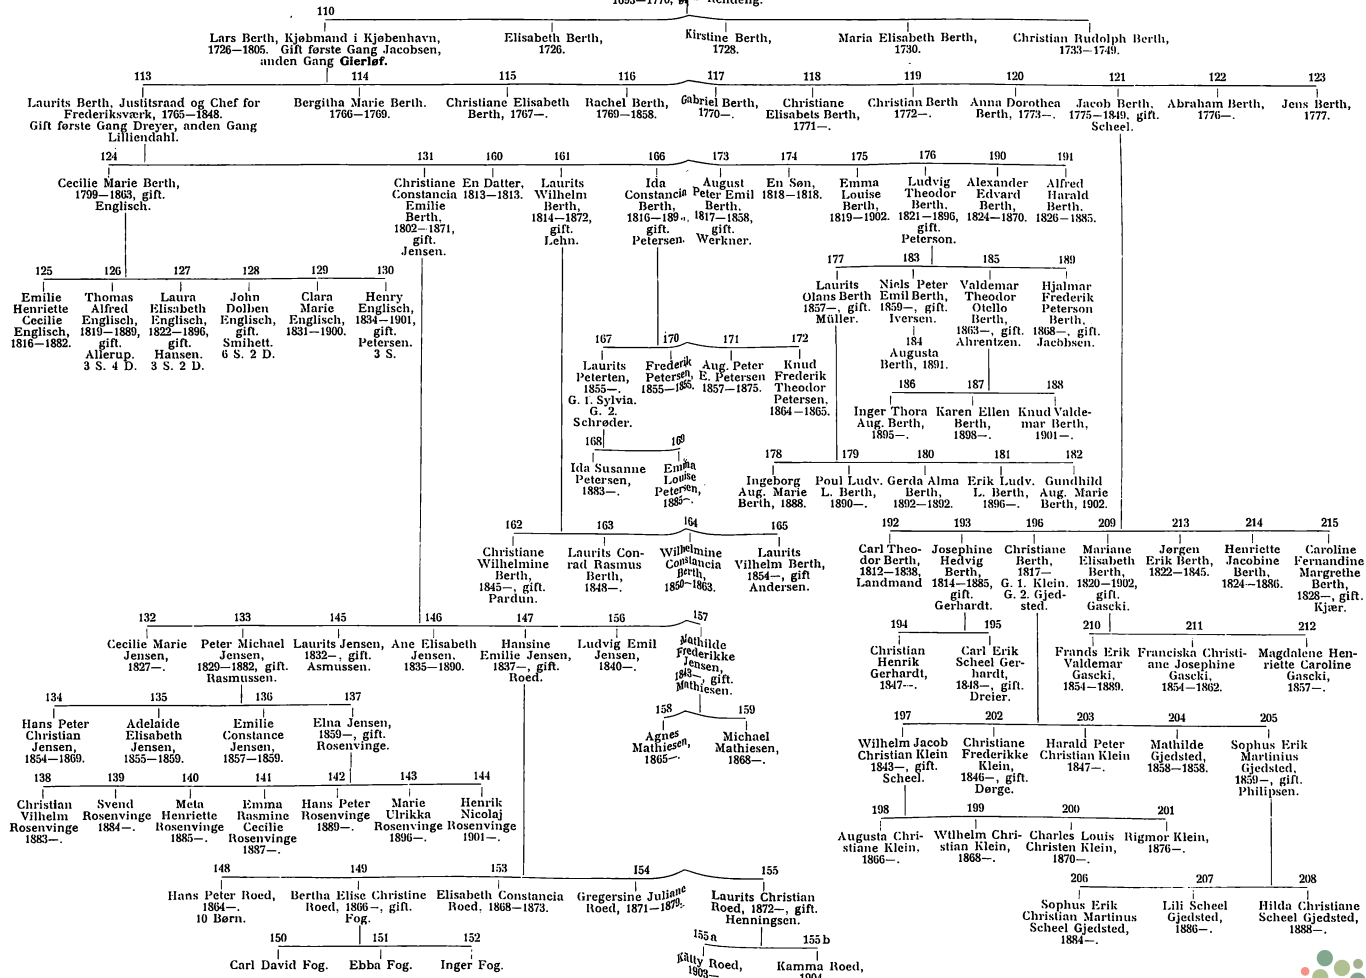 110
Lars Berth, Kjøbmand i Kjøbenhavn,
1726—1805. Gift første Gang Jacobsen,
anden Gang Gierløf.
Elisabeth Berth,
1726.
Kirstine Berth,
1728.
Maria Elisabeth Berth,
1730.
Christian Rudolph Berth,
1733—1749.
113
Laurits Berth, Justitsraad og Chef for
Frederiksværk, 1765—1848.
Gift første Gang Dreyer, anden Gang
Lilliendahl.
114
Bergitha Marie Berth.
1766—1769.
115
Christiane Elisabeth
Berth, 1767—.
116
Rachel Berth,
1769—1858.
117
Gabriel Berth,
1770—.
118
Christiane
Elisabets Berth,
1771—.
119
Christian Berth
1772—.
120
Anna Dorothea
Berth, 1773—.
121
Jacob Berth,
1775—1849, gift.
Scheel.
122
Abraham Berth,
1776—.
123
Jens Berth,
1777.
124
Cecilie Marie Berth,
1799—1863, gift.
Englisch.
131
Christiane
Constancia
Emilie
Berth,
1802—1871,
gift.
Jensen.
160
En Datter,
1813—1813.
161
Laurits
Wilhelm
Berth,
1814—1872,
gift.
Lehn.
166
Ida
Constancia
Berth,
gift.
Petersen.
173
August
Peter Emil
Berth,
1817—1858,
gift.
Werkner.
174
En Søn,
1818—1818.
175
Emma
Louise
Berth,
1819—1902.
176
Ludvig
Theodor
Berth,
1821—1896,
gift.
Peterson.
190
Alexander
Edvard
Berth,
1824—1870.
191
Alfred
Harald
Berth.
1826—1885.
125
Emilie
Henriette
Cecilie
Englisch,
1816—1882.
126
Thomas
Alfred
Englisch,
1819—1889,
gift.
Allerup.
3 S. 4 D.
127
Laura
Elisabeth
Englisch,
1822—1896,
gift.
Hansen.
3 S. 2 D.
128
John
Dolben
Englisch,
gift.
Smihett.
6 S. 2 D.
129
Clara
Marie
Englisch,
1831—1900.
130
Henry
Englisch,
1834—1901,
gift.
Petersen.
3 S.
177
Laurits
Olans Berth
1857—, gift.
Müller.
183
Niels Peter
Emil Berth,
1859—, gift.
Iversen.
184
Augusta
Berth, 1891.
185
Valdemar
Theodor
Otello
Berth,
1863—, gift.
Ahrentzen.
189
Hjalmar
Frederik
Peterson
Berth,
1868—, gift.
Jacobsen.
167
Laurits
Peterten,
1855—.
G. 1. Sylvia.
G. 2.
Schrøder.
170
Frederik
Petersen,
1855—1855.
171
Aug. Peter
E. Petersen
1857—1875.
172
Knud
Frederik
Theodor
Petersen,
1864—1865.
186
Inger Thora
Aug. Berth,
1895—.
187
Karen Ellen
Berth,
1898—.
188
Knud Valde-
mar Berth,
1901—.
168
Ida Susanne
Petersen,
1883—.
169
Emma
Louise
Petersen,
1885—.
178
Ingeborg
Aug. Marie
Berth, 1888.
179
Poul Ludv.
L. Berth,
1890—.
180
Gerda Alma
Berth,
1892—1892.
181
Erik Ludv.
L. Berth,
1896—.
182
Gundhild
Aug. Marie
Berth, 1902.
162
Christiane
Wilhelmine
Berth,
1845—, gift.
Pardun.
163
Laurits Con-
rad Rasmus
Berth,
1848—.
164
Wilhelmine
Constancia
Berth,
1850—1863.
165
Laurits
Vilhelm Berth,
1854—, gift
Andersen.
192
Carl Theo-
dor Berth,
1812—1838,
Landmand
193
Josephine
Hedvig
Berth,
1814—1885,
gift.
Gerhardt.
196
Christiane
Berth,
1817—
G. 1. Klein.
G. 2. Gjed-
sted.
209
Mariane
Elisabeth
Berth,
1820—1902,
gift.
Gascki.
213
Jørgen
Erik Berth,
1822—1845.
214
Henriette
Jacobine
Berth,
1824—1886.
215
Caroline
Fernandine
Margrethe
Berth,
1828—, gift.
Kjær.
132
Cecilie Marie
Jensen,
1827—.
133
Peter Michael
Jensen,
1829—1882, gift.
Rasmussen.
145
Laurits Jensen,
1832—, gift.
Asmussen.
146
Ane Elisabeth
Jensen.
1835—1890.
147
Hansine
Emilie Jensen,
1837—, gift.
Roed.
156
Ludvig Emil
Jensen,
1840—.
157
Mathilde
Frederikke
Jensen,
1843—, gift.
Mathiesen.
194
Christian
Henrik
Gerhardt,
1847—.
195
Carl Erik
Scheel Ger-
hardt,
1848—, gift.
Dreier.
210
Frands Erik
Valdemar
Gascki,
1854—1889.
211
Franciska Christi-
ane Josephine
Gascki,
1854—1862.
212
Magdalene Hen-
riette Caroline
Gascki,
1857—.
134
Hans Peter
Christian
Jensen,
1854—1869.
135
Adelaide
Elisabeth
Jensen,
1855—1859.
136
Emilie
Constance
Jensen,
1857—1859.
137
Elna Jensen,
1859—, gift.
Rosenvinge.
158
Agnes
Mathiesen,
1865—.
159
Michael
Mathiesen,
1868—.
197
Wilhelm Jacob
Christian Klein
1843—, gift.
Scheel.
202
Christiane
Frederikke
Klein,
1846—, gift.
Dørge.
203
Harald Peter
Christian Klein
1847—.
204
Mathilde
Gjedsted,
1858—1858.
205
Sophus Erik
Martinius
Gjedsted,
1859—, gift.
Philipsen.
138
Christian
Vilhelm
Rosenvinge
1883—.
139
Svend
Rosenvinge
1884—.
140
Meta
Henriette
Rosenvinge
1885—.
141
Emma
Rasmine
Cecilie
Rosenvinge
1887—.
142
Hans Peter
Rosenvinge
1889—.
143
Marie
Ulrikka
Rosenvinge
1896—.
144
Henrik
Nicolaj
Rosenvinge
1901—.
198
Augusta Chri-
stiane Klein,
1866—.
199
Wilhelm Chri-
stian Klein,
1868—.
200
Charles Louis
Christen Klein,
1870—.
201
Rigmor Klein,
1876—.
148
Hans Peter Roed,
1864—.
10 Børn.
149
Bertha Elise Christine
Roed, 1866—, gift.
Fog.
153
Elisabeth Constancia
Roed, 1868—1873.
154
Gregersine Juliane
Roed, 1871—1879.
155
Laurits Christian
Roed, 1872—, gift.
Henningsen.
206
Sophus Erik
Christian Martinus
Scheel Gjedsted,
1884—.
207
Lili Scheel
Gjedsted,
1886—.
208
Hilda Christiane
Scheel Gjedsted,
1888—.
150
Carl David Fog.
151
Ebba Fog.
152
Inger Fog.
155a
Katty Roed,
1903—
155b
Kamma Roed,